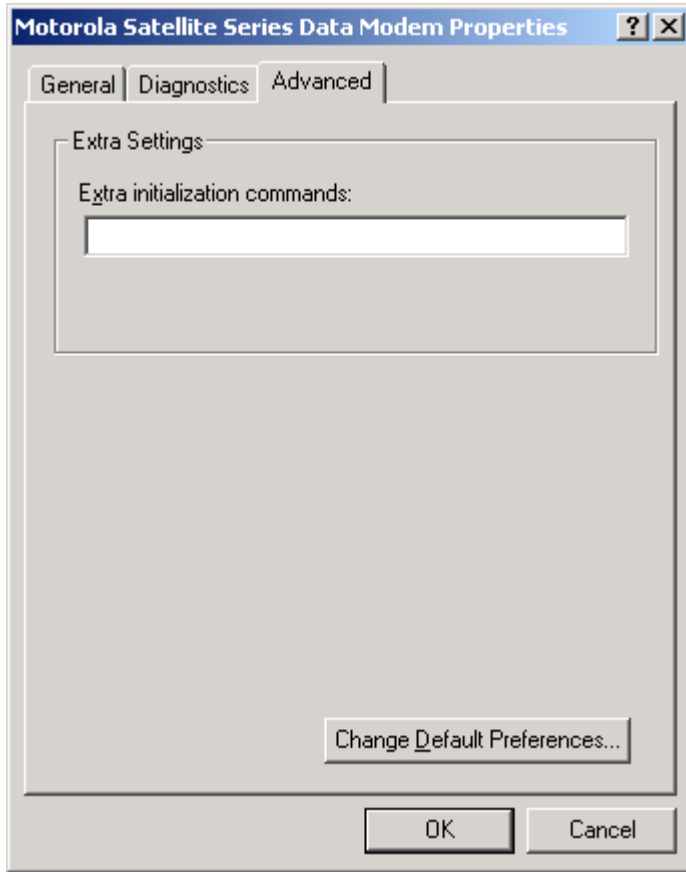 Motorola Satellite Series Data Modem Properties
General Diagnostics Advanced
Extra Settings
Extra initialization commands:
Change Default Preferences...
OK Cancel